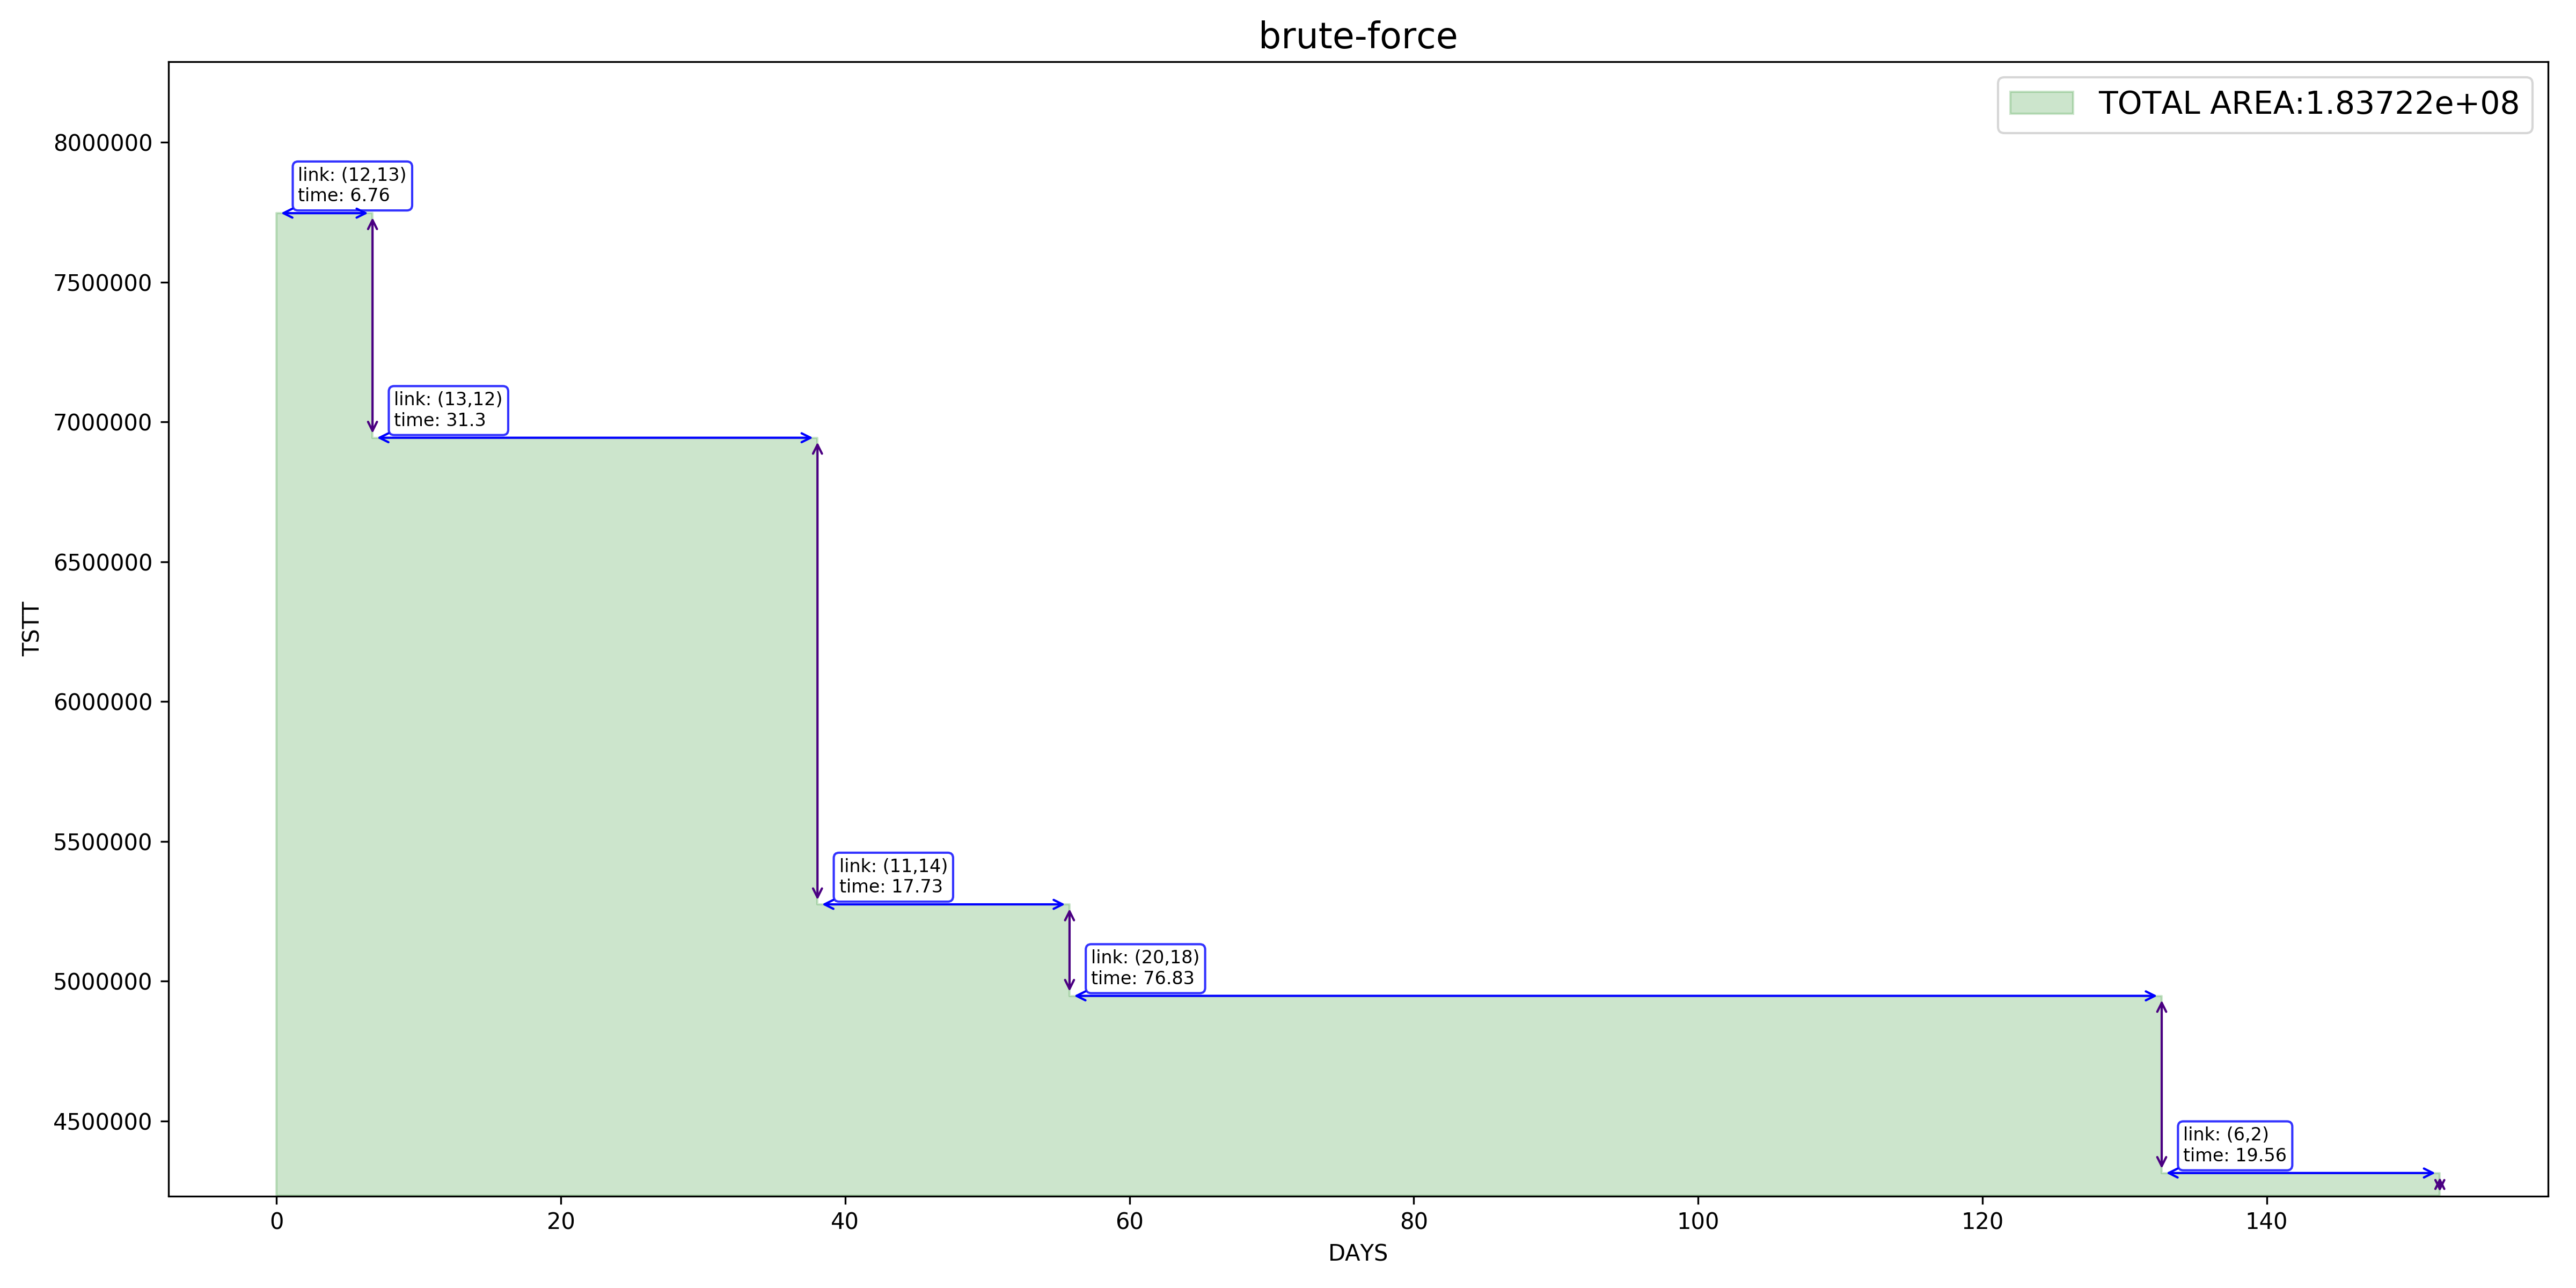 brute-force
TOTAL AREA:1.83722e+08
8000000
7500000
7000000
6500000
6000000
5500000
5000000
4500000
TSTT
link: (12,13)
time: 6.76
link: (13,12)
time: 31.3
link: (11,14)
time: 17.73
link: (20,18)
time: 76.83
link: (6,2)
time: 19.56
0 20 40 60 80 100 120 140
DAYS